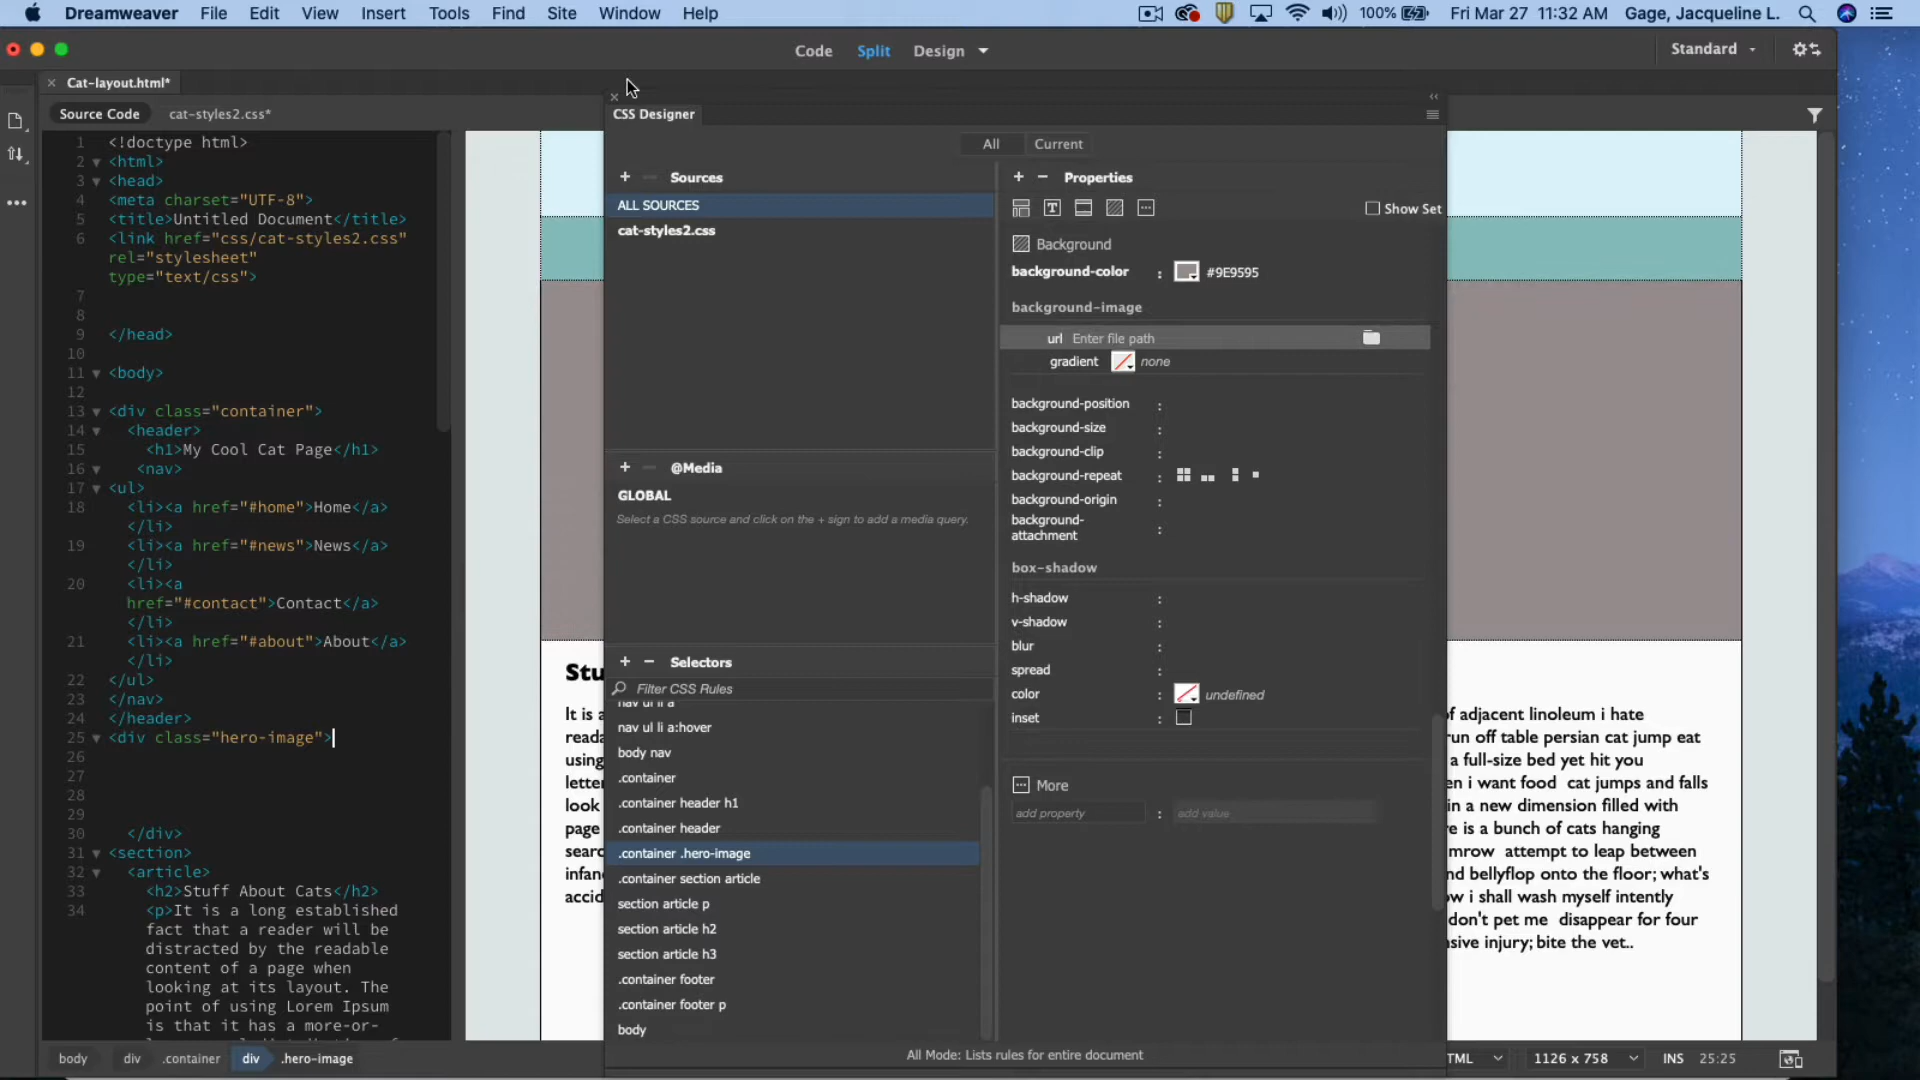 Dreamweaver File Edit View Insert Commands Tools Find Site Window Help
100% Fri Mar 27 11:32 AM Gage, Jacqueline L.
Code Split Design
Standard
Cat-layout.html*
Source Code cat-styles2.css*
1 <!doctype html>
2 <html>
3 <head>
4 <meta charset="UTF-8">
5 <title>Untitled Document</title>
6 <link href="css/cat-styles2.css"
rel="stylesheet"
type="text/css">
7
8
9 </head>
10
11 <body>
12
13 <div class="container">
14 <header>
15 <h1>My Cool Cat Page</h1>
16 <nav>
17 <ul>
18 <li><a href="#home">Home</a>
</li>
19 <li><a href="#news">News</a>
</li>
20 <li><a
href="#contact">Contact</a>
</li>
21 <li><a href="#about">About</a>
</li>
22 </ul>
23 </nav>
24 </header>
25 <div class="hero-image">
26
27
28
29
30 </div>
31 <section>
32 <article>
33 <h2>Stuff About Cats</h2>
34 <p>It is a long established
fact that a reader will be
distracted by the readable
content of a page when
looking at its layout. The
point of using Lorem Ipsum
is that it has a more-or-
body div .container div .hero-image
CSS Designer
All Current
+ Sources
ALL SOURCES
cat-styles2.css
+ @Media
GLOBAL
Select a CSS source and click on the + sign to add a media query.
+ − Selectors
Filter CSS Rules
nav ul li a
nav ul li a:hover
body nav
.container
.container header h1
.container header
.container .hero-image
.container section article
section article p
section article h2
section article h3
.container footer
.container footer p
body
+ − Properties
T
Show Set
Background
background-color : #9E9595
background-image
url Enter file path
gradient none
background-position :
background-size :
background-clip :
background-repeat :
background-origin :
background-
attachment :
box-shadow
h-shadow :
v-shadow :
blur :
spread :
color : undefined
inset :
More
add property : add value
All Mode: Lists rules for entire document
Stu
It is a
reada
using
letter
look
page
searc
infan
accid
f adjacent linoleum i hate
run off table persian cat jump eat
a full-size bed yet hit you
n i want food cat jumps and falls
in a new dimension filled with
e is a bunch of cats hanging
mrow attempt to leap between
nd bellyflop onto the floor; what's
ow i shall wash myself intently
don't pet me disappear for four
nsive injury; bite the vet..
TML 1126 x 758 INS 25:25